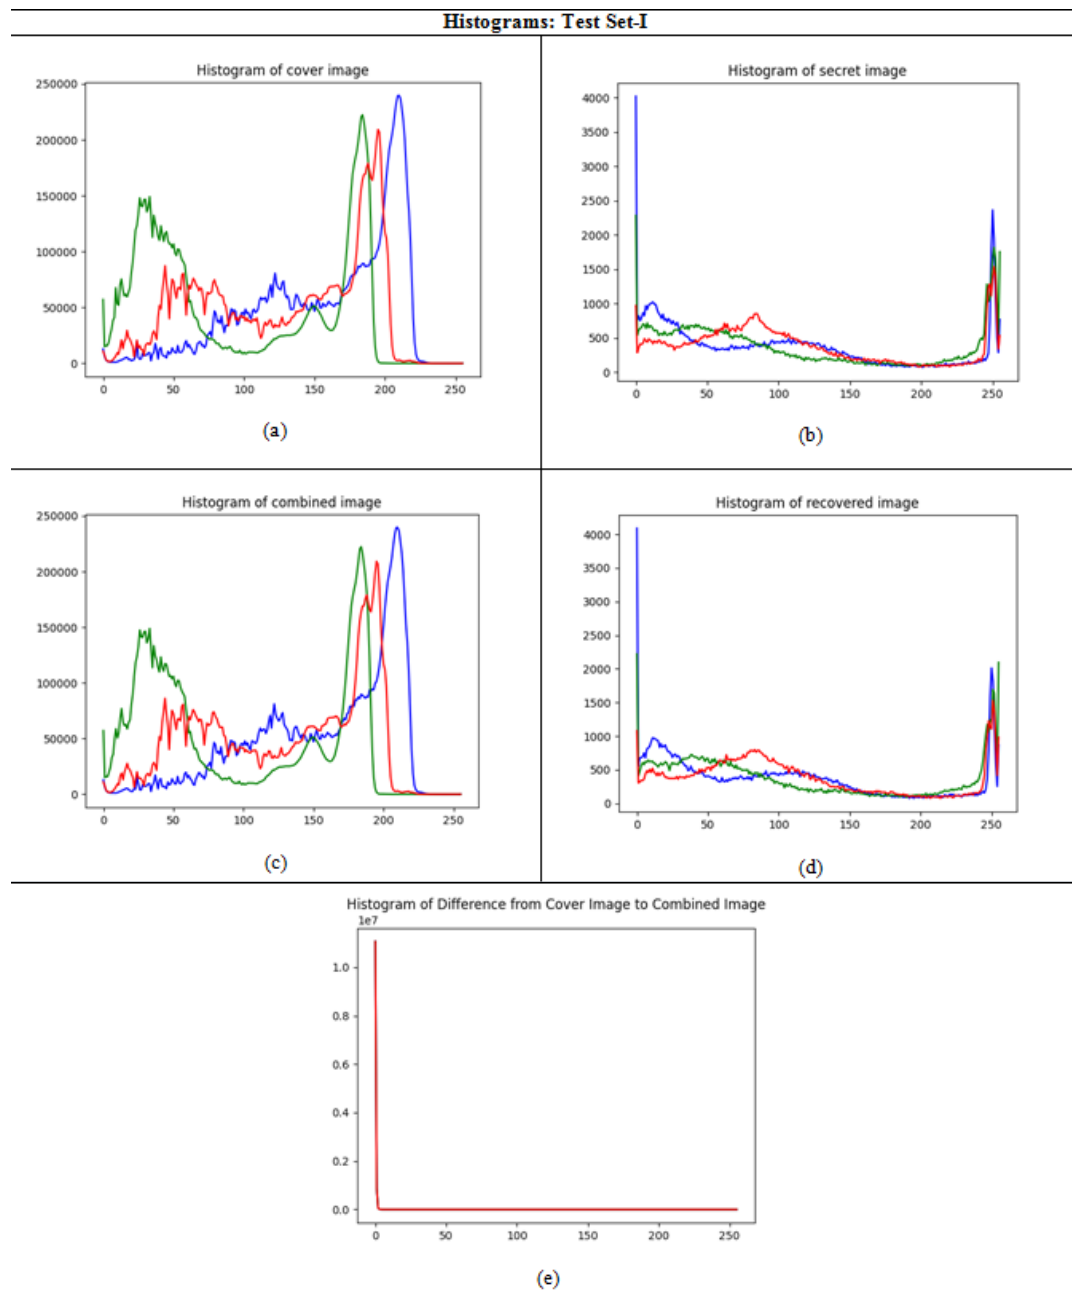 Histograms: Test Set-I
Histogram of cover image
250000
200000
150000
100000
50000
0
0 50 100 150 200 250
(a)
Histogram of secret image
4000
3500
3000
2500
2000
1500
1000
500
0
0 50 100 150 200 250
(b)
Histogram of combined image
250000
200000
150000
100000
50000
0
0 50 100 150 200 250
(c)
Histogram of recovered image
4000
3500
3000
2500
2000
1500
1000
500
0
0 50 100 150 200 250
(d)
Histogram of Difference from Cover Image to Combined Image
1e7
1.0
0.8
0.6
0.4
0.2
0.0
0 50 100 150 200 250
(e)